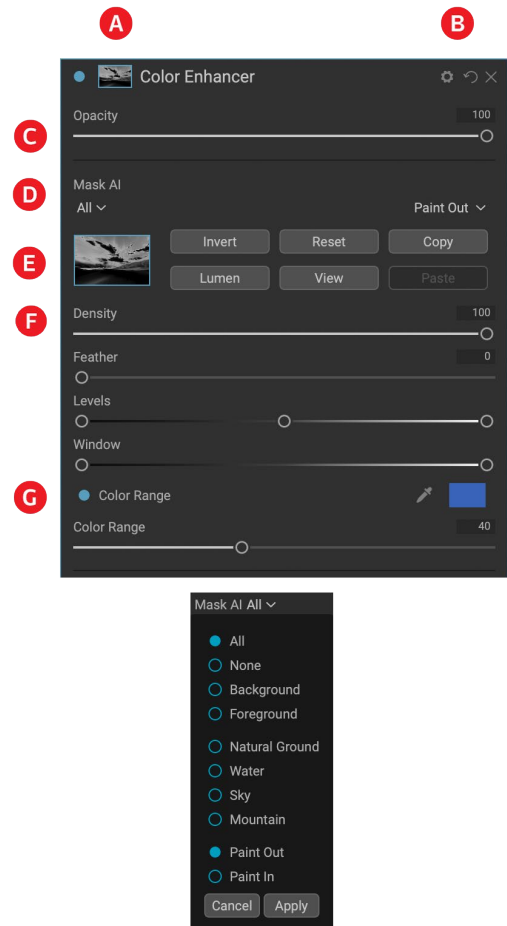 A B
Color Enhancer
Opacity 100
C
Mask AI
D
All Paint Out
Invert Reset Copy
E
Lumen View Paste
F
Density 100
Feather 0
Levels
Window
G Color Range
Color Range 40
Mask AI All
All
None
Background
Foreground
Natural Ground
Water
Sky
Mountain
Paint Out
Paint In
Cancel Apply